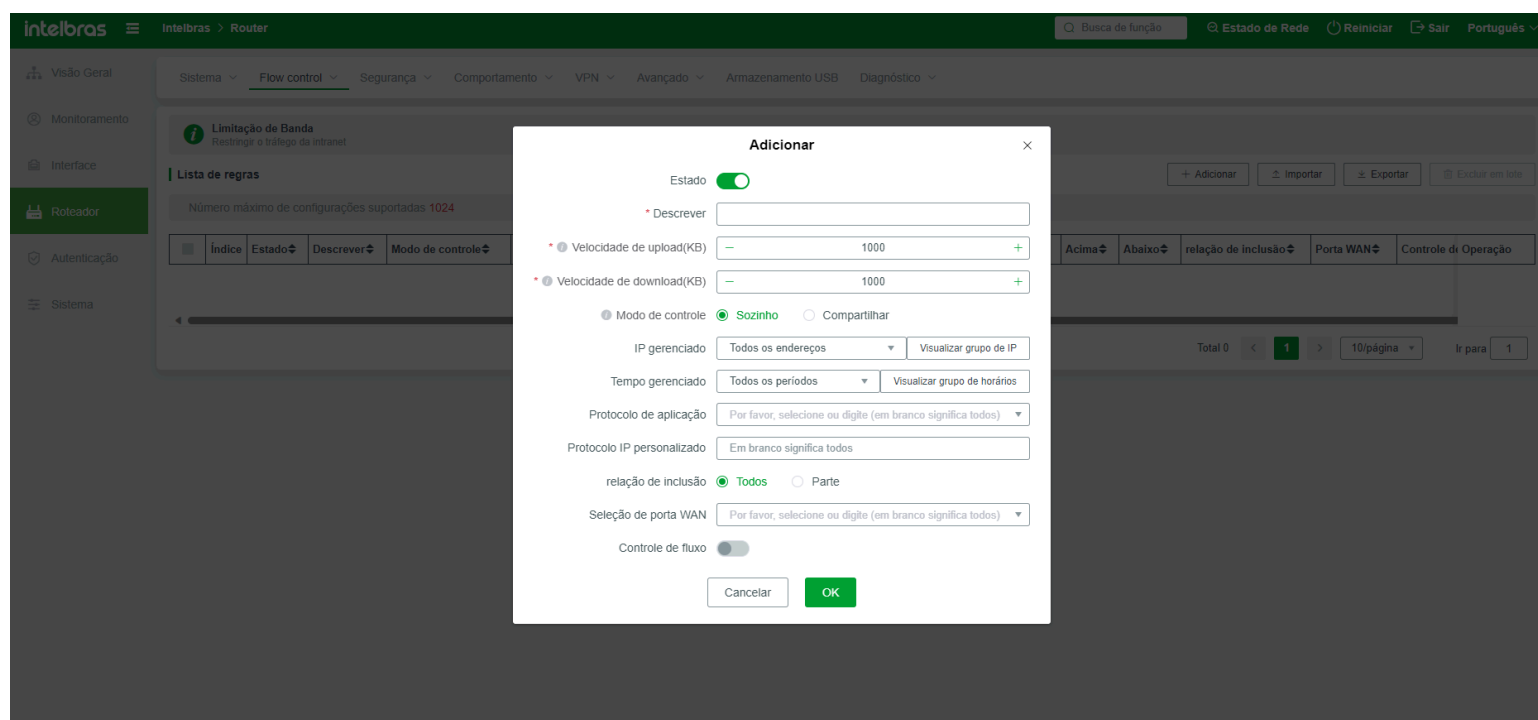 intelbras Intelbras > Router Busca de função Estado de Rede Reiniciar Sair Português
Visão Geral
Monitoramento
Interface
Roteador
Autenticação
Sistema
Sistema Flow control Segurança Comportamento VPN Avançado Armazenamento USB Diagnóstico
Limitação de Banda
Restringir o tráfego da intranet
Lista de regras + Adicionar Importar Exportar Excluir em lote
Número máximo de configurações suportadas 1024
Índice Estado Descrever Modo de controle Acima Abaixo relação de inclusão Porta WAN Controle d Operação
Total 0 < 1 > 10/página Ir para 1
Adicionar ×
Estado
* Descrever
* Velocidade de upload(KB) − 1000 +
* Velocidade de download(KB) − 1000 +
Modo de controle Sozinho Compartilhar
IP gerenciado Todos os endereços Visualizar grupo de IP
Tempo gerenciado Todos os períodos Visualizar grupo de horários
Protocolo de aplicação Por favor, selecione ou digite (em branco significa todos)
Protocolo IP personalizado Em branco significa todos
relação de inclusão Todos Parte
Seleção de porta WAN Por favor, selecione ou digite (em branco significa todos)
Controle de fluxo
Cancelar OK